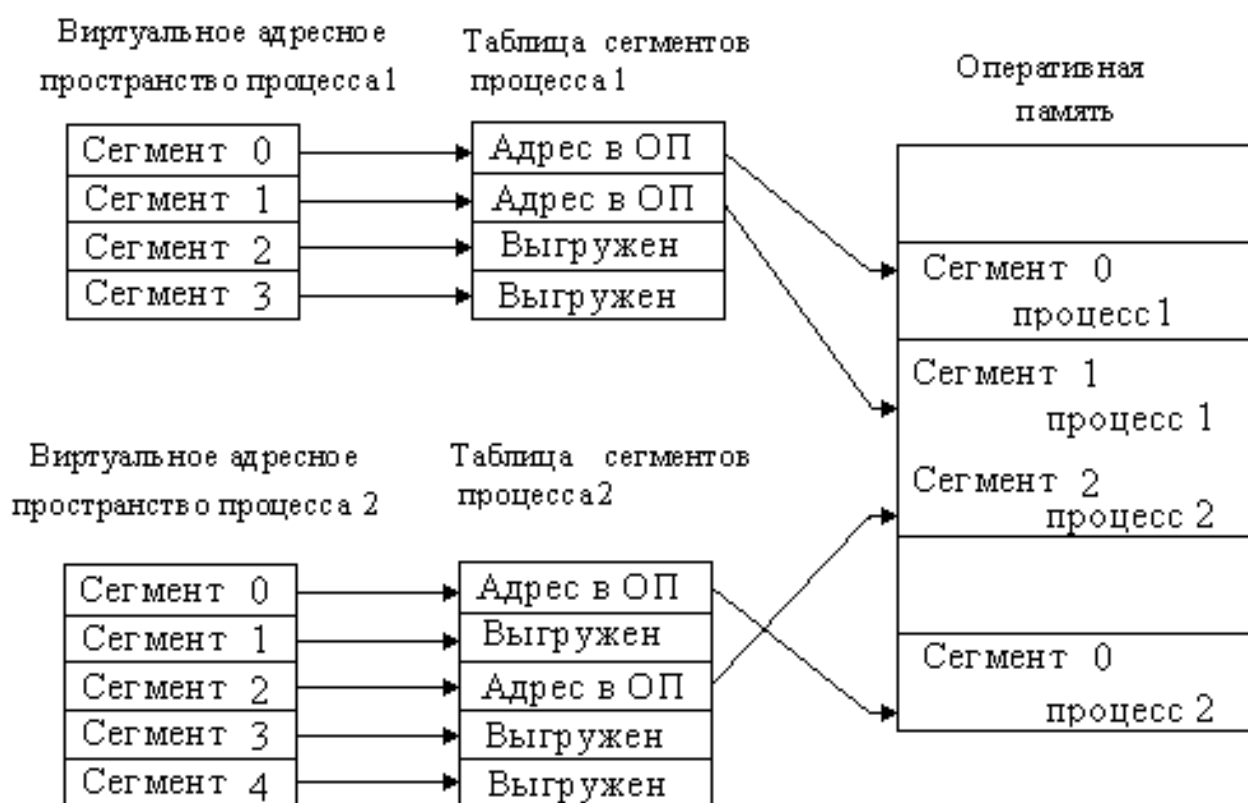 Виртуальное адресное
пространство процесса1
Таблица сегментов
процесса1
Оперативная
память
Сегмент 0
Сегмент 1
Сегмент 2
Сегмент 3
Адрес в ОП
Адрес в ОП
Выгружен
Выгружен
Сегмент 0
процесс1
Сегмент 1
процесс 1
Сегмент 2
процесс 2
Сегмент 0
процесс 2
Виртуальное адресное
пространство процесса 2
Таблица сегментов
процесса2
Сегмент 0
Сегмент 1
Сегмент 2
Сегмент 3
Сегмент 4
Адрес в ОП
Выгружен
Адрес в ОП
Выгружен
Выгружен